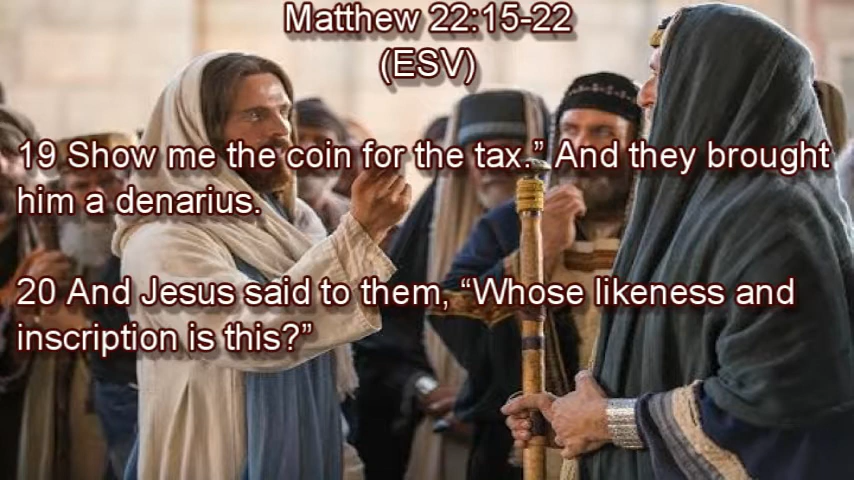 Matthew 22:15-22
(ESV)
19 Show me the coin for the tax.” And they brought
him a denarius.
20 And Jesus said to them, “Whose likeness and
inscription is this?”